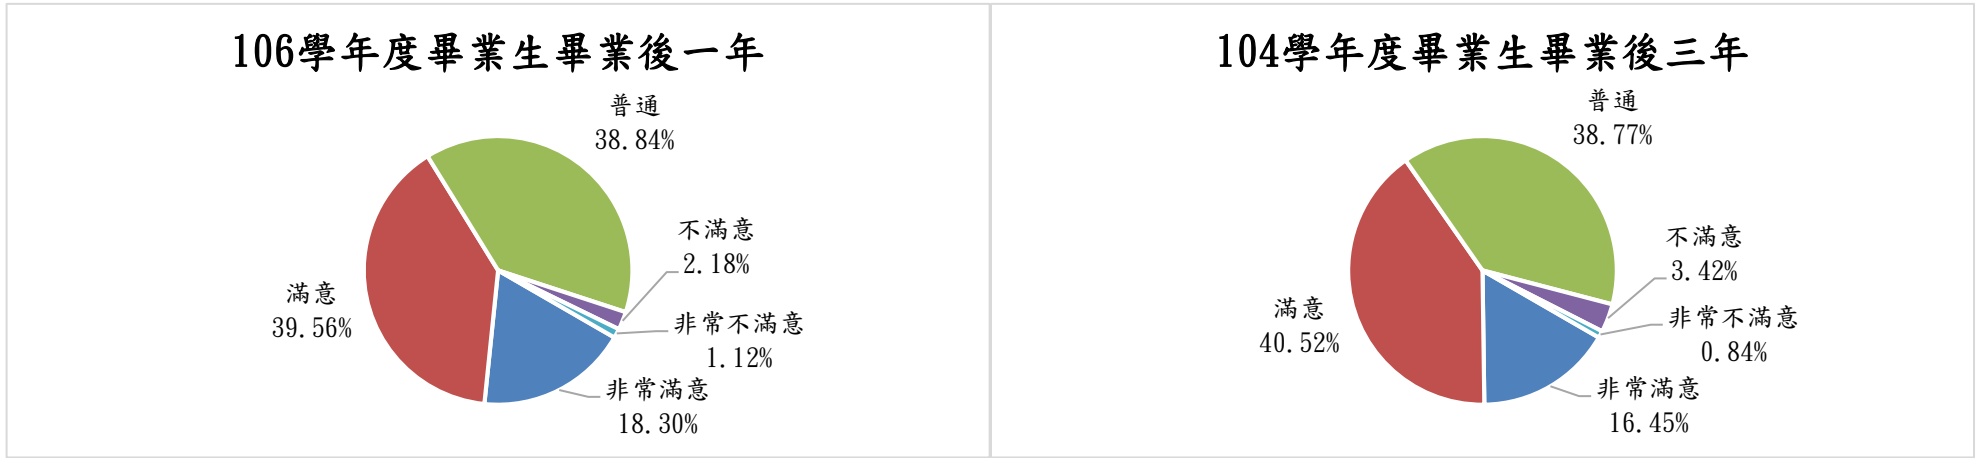 106學年度畢業生畢業後一年
普通
38.84%
不滿意
2.18%
非常不滿意
1.12%
非常滿意
18.30%
滿意
39.56%
104學年度畢業生畢業後三年
普通
38.77%
不滿意
3.42%
非常不滿意
0.84%
非常滿意
16.45%
滿意
40.52%